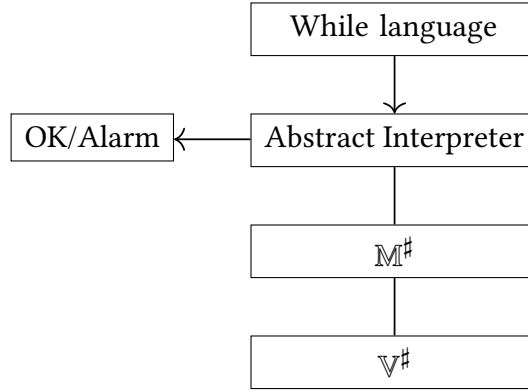 While language
OK/Alarm
Abstract Interpreter
𝕄♯
𝕍♯